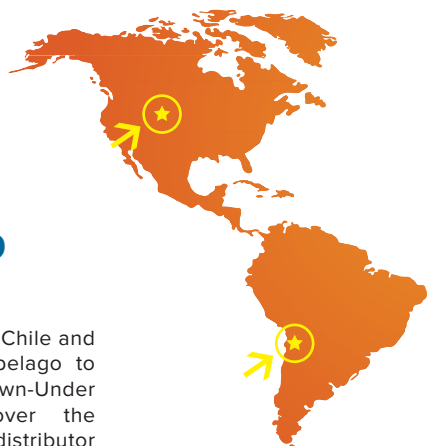 Chile and
pelago to
wn-Under
over the
distributor